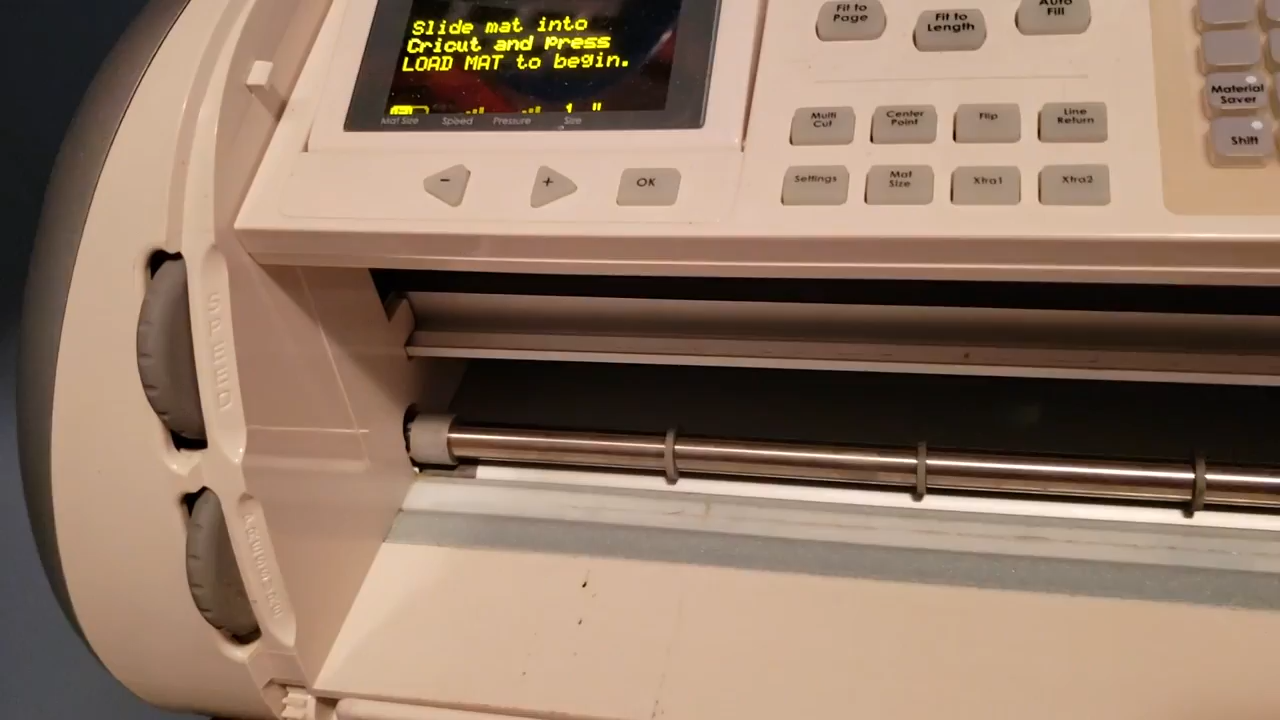 Slide mat into
Cricut and Press
LOAD MAT to begin.
1 "
Mat Size Speed Pressure Size
- + OK
Fit to
Page
Fit to
Length
Auto
Fill
Multi
Cut
Center
Point
Flip
Line
Return
Settings
Mat
Size
Xtra1
Xtra2
Material
Saver
Shift
SPEED